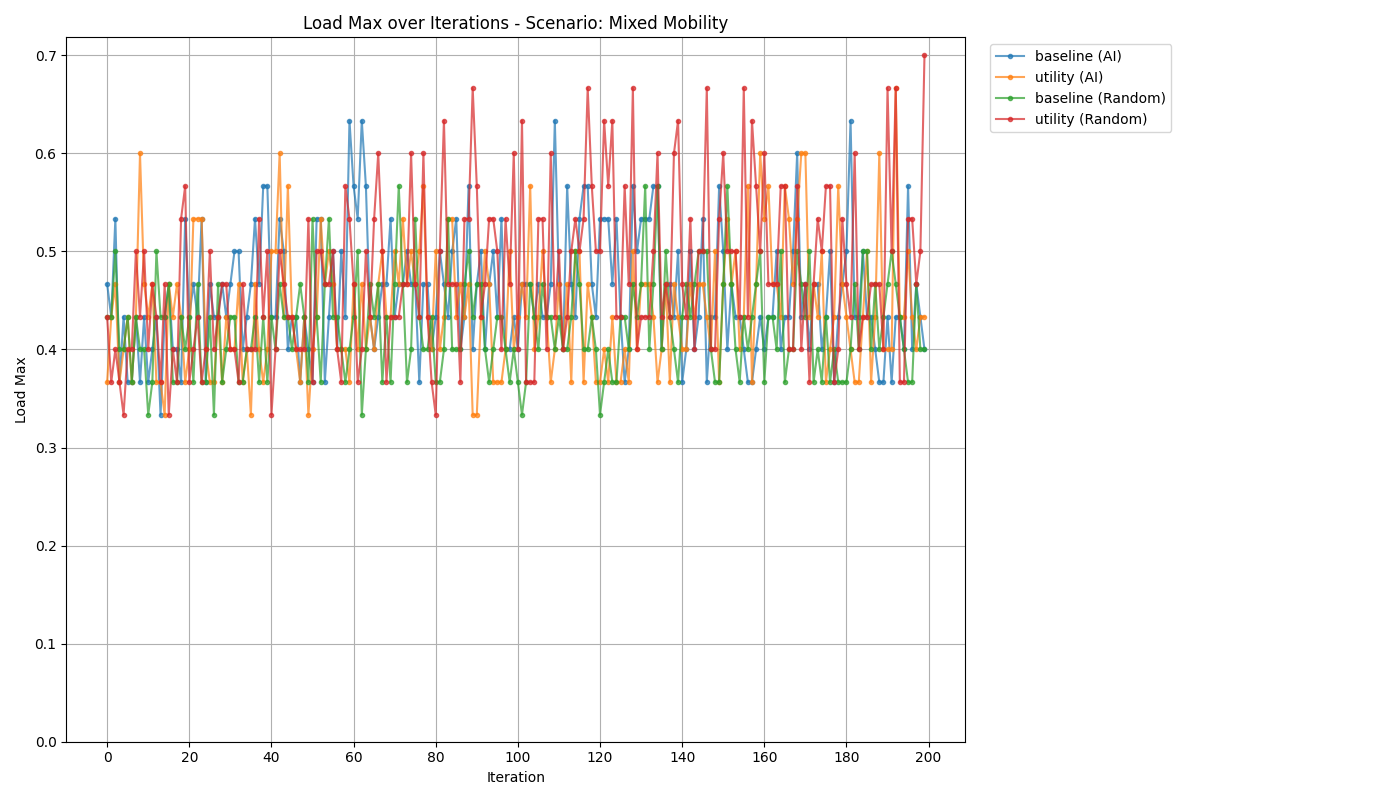 Load Max over Iterations - Scenario: Mixed Mobility
baseline (AI)
utility (AI)
baseline (Random)
utility (Random)
Load Max
0.7
0.6
0.5
0.4
0.3
0.2
0.1
0.0
0 20 40 60 80 100 120 140 160 180 200
Iteration